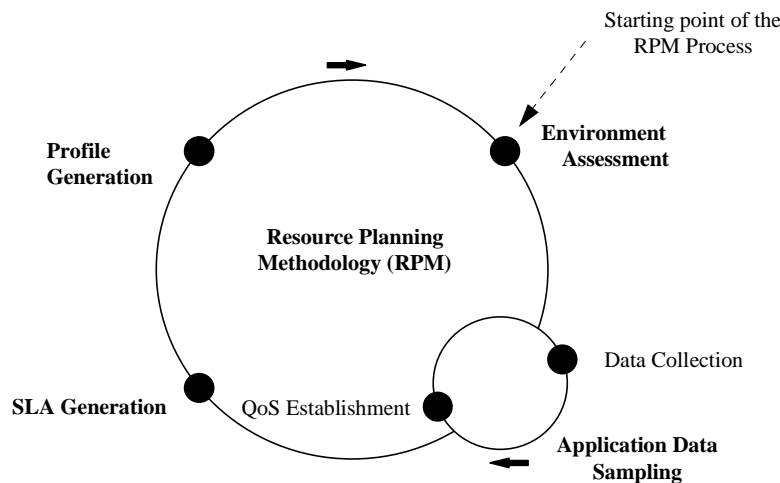 Starting point of the
RPM Process
Environment
Assessment
Profile
Generation
Resource Planning
Methodology (RPM)
Data Collection
SLA Generation
QoS Establishment
Application Data
Sampling